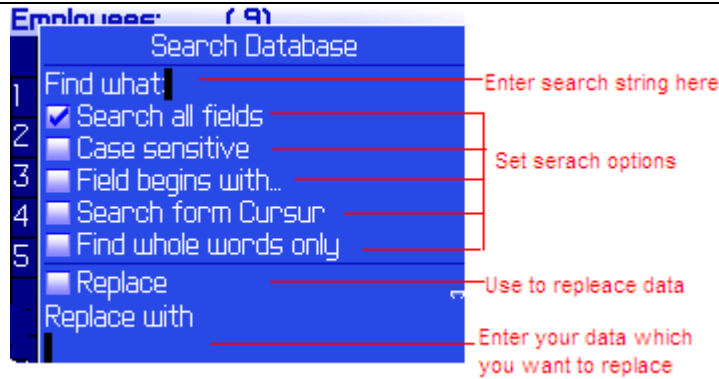 Employees: ( 9)
Search Database
Find what:
Enter search string here
1
Search all fields
2
Case sensitive
Set serach options
3
Field begins with...
4
Search form Cursur
5
Find whole words only
Replace
Use to repleace data
Replace with
Enter your data which
you want to replace